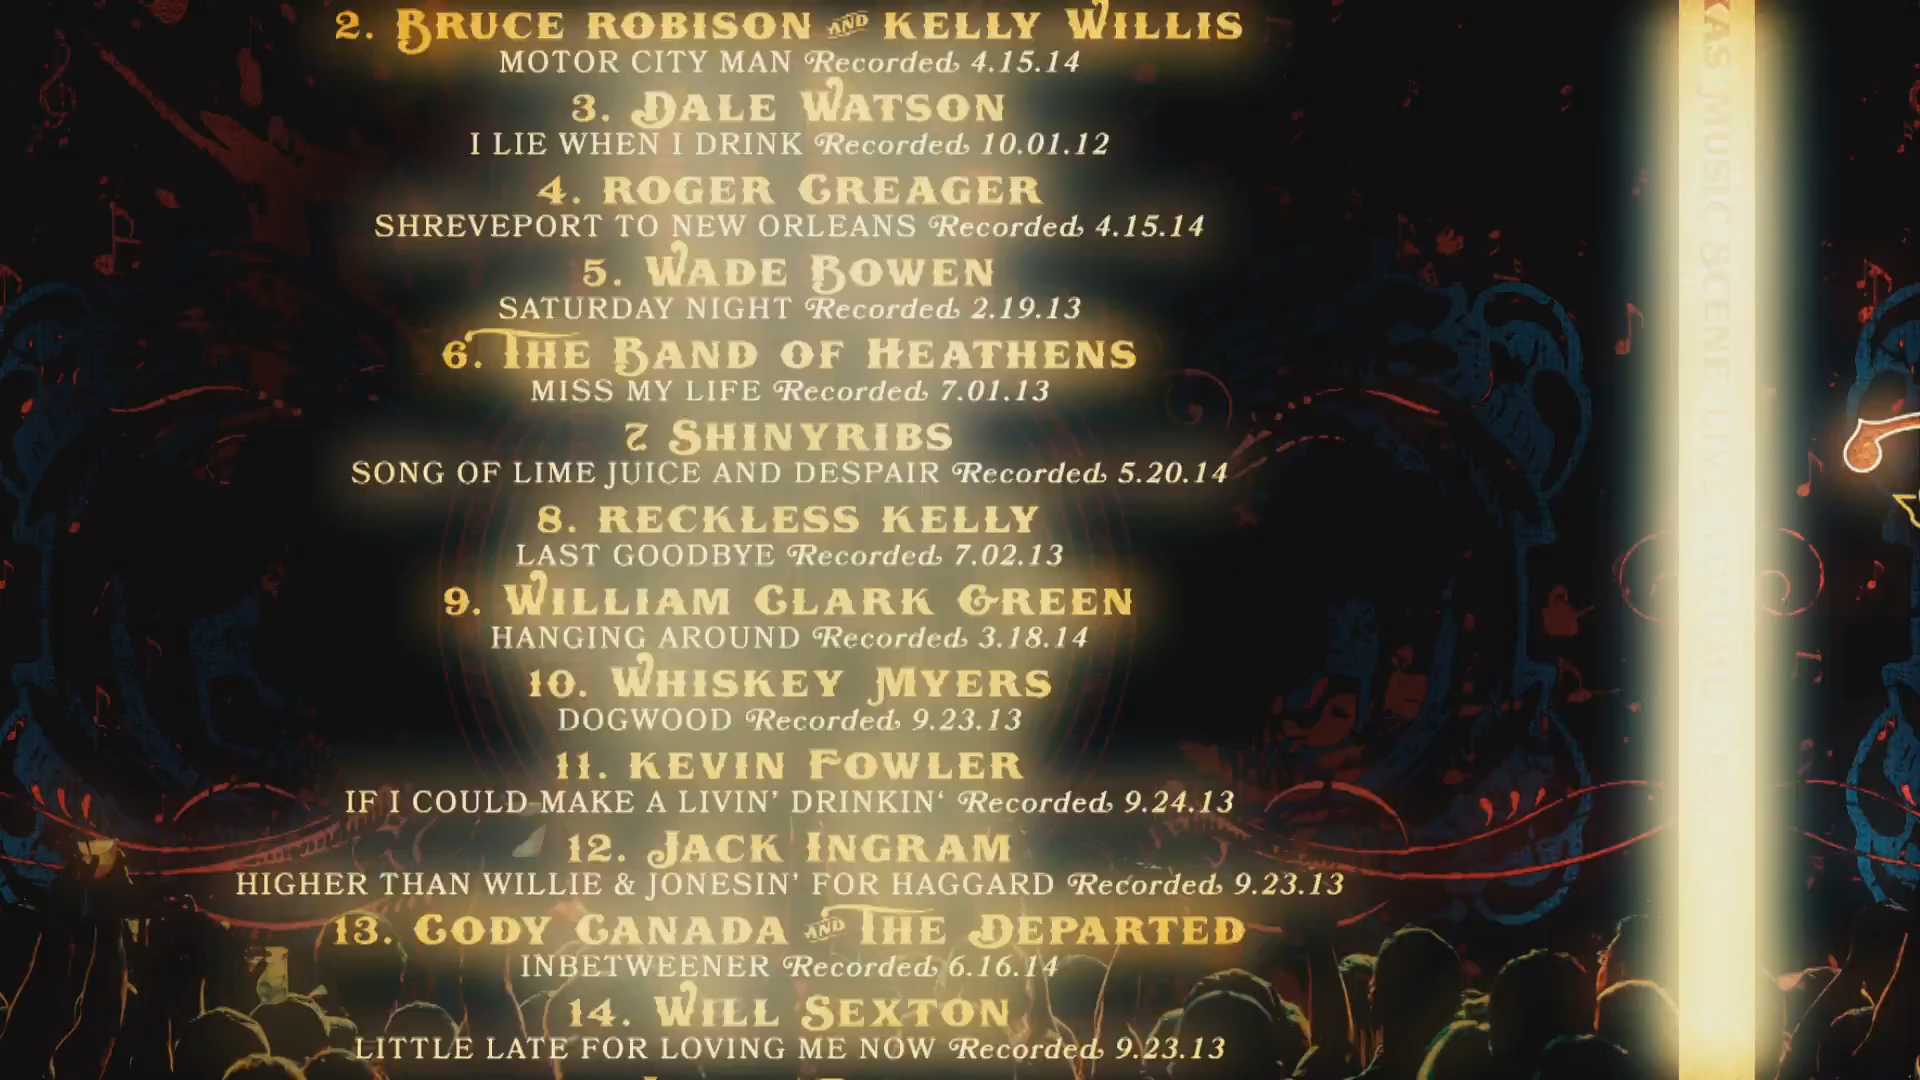 2. BRUCE ROBISON AND KELLY WILLIS
MOTOR CITY MAN Recorded 4.15.14
3. DALE WATSON
I LIE WHEN I DRINK Recorded 10.01.12
4. ROGER CREAGER
SHREVEPORT TO NEW ORLEANS Recorded 4.15.14
5. WADE BOWEN
SATURDAY NIGHT Recorded 2.19.13
6. THE BAND OF HEATHENS
MISS MY LIFE Recorded 7.01.13
7 SHINYRIBS
SONG OF LIME JUICE AND DESPAIR Recorded 5.20.14
8. RECKLESS KELLY
LAST GOODBYE Recorded 7.02.13
9. WILLIAM CLARK GREEN
HANGING AROUND Recorded 3.18.14
10. WHISKEY MYERS
DOGWOOD Recorded 9.23.13
11. KEVIN FOWLER
IF I COULD MAKE A LIVIN' DRINKIN‘ Recorded 9.24.13
12. JACK INGRAM
HIGHER THAN WILLIE & JONESIN' FOR HAGGARD Recorded 9.23.13
13. CODY CANADA AND THE DEPARTED
INBETWEENER Recorded 6.16.14
14. WILL SEXTON
LITTLE LATE FOR LOVING ME NOW Recorded 9.23.13
MUSIC SCENE LIVE